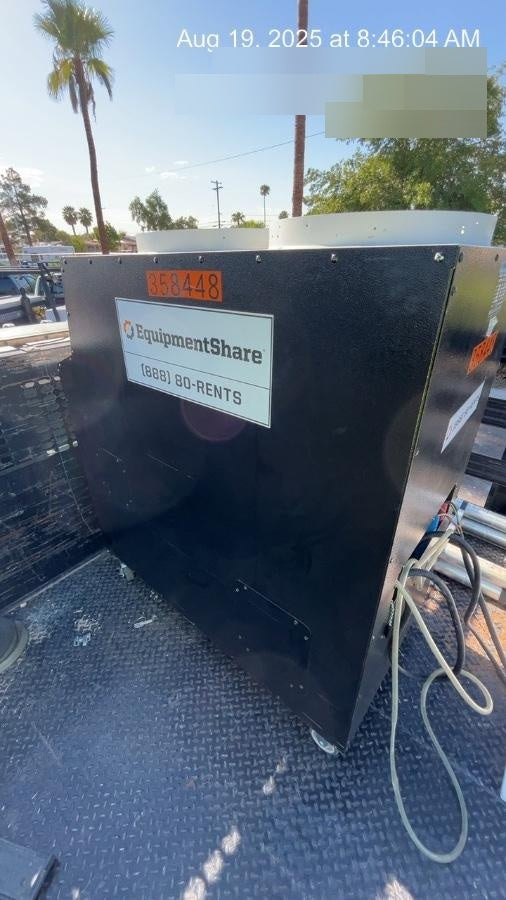 Aug 19, 2025 at 8:46:04 AM
358448
EquipmentShare
(888) 80-RENTS